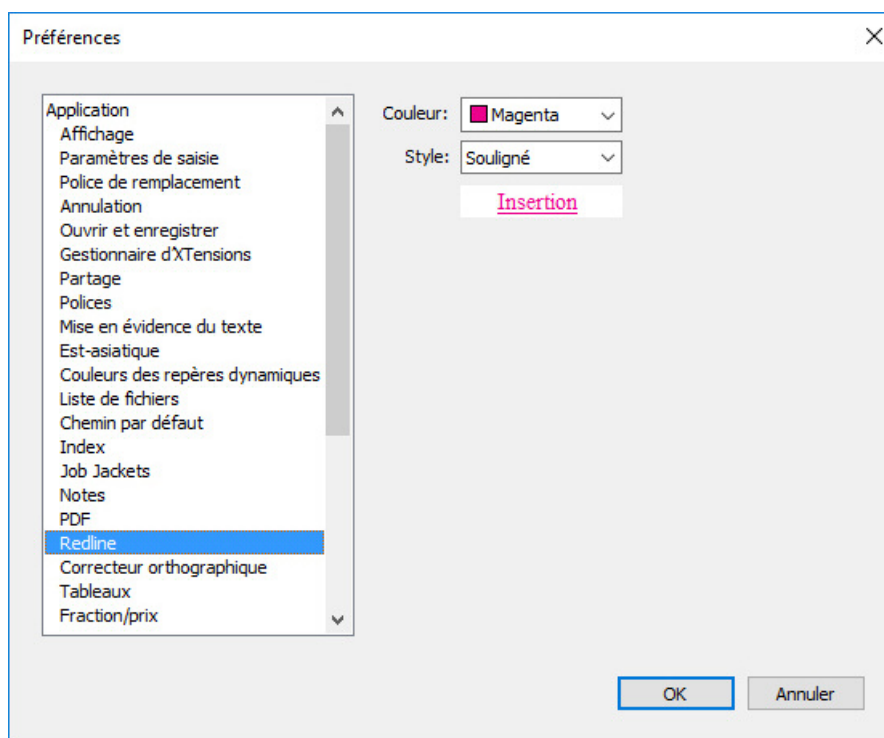 Préférences
Application
Affichage
Paramètres de saisie
Police de remplacement
Annulation
Ouvrir et enregistrer
Gestionnaire d'XTensions
Partage
Polices
Mise en évidence du texte
Est-asiatique
Couleurs des repères dynamiques
Liste de fichiers
Chemin par défaut
Index
Job Jackets
Notes
PDF
Redline
Correcteur orthographique
Tableaux
Fraction/prix
Couleur: Magenta
Style: Souligné
Insertion
OK Annuler